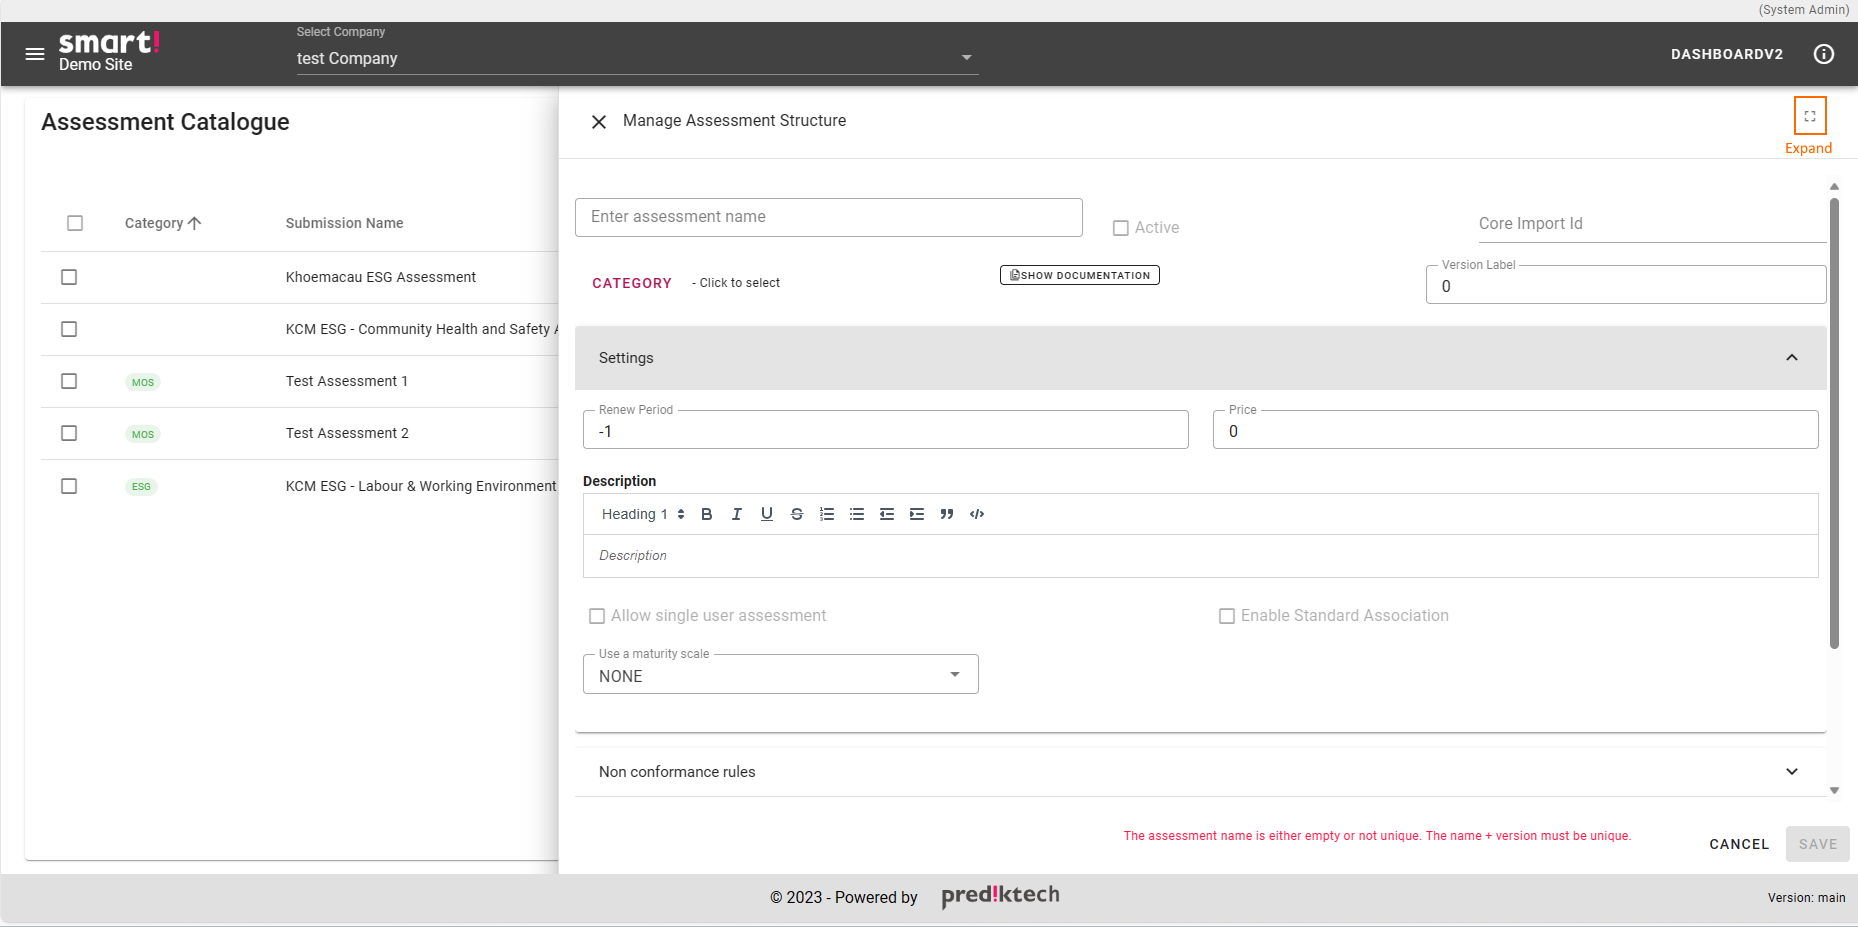 (System Admin)
smart!
Demo Site
Select Company
test Company
DASHBOARDV2
Assessment Catalogue
Category
Submission Name
Khoemacau ESG Assessment
KCM ESG - Community Health and Safety A
MOS
Test Assessment 1
MOS
Test Assessment 2
ESG
KCM ESG - Labour & Working Environment
Manage Assessment Structure
Expand
Enter assessment name
Active
Core Import Id
CATEGORY - Click to select
SHOW DOCUMENTATION
Version Label
0
Settings
Renew Period
-1
Price
0
Description
Heading 1
Description
Allow single user assessment
Enable Standard Association
Use a maturity scale
NONE
Non conformance rules
The assessment name is either empty or not unique. The name + version must be unique.
CANCEL
SAVE
© 2023 - Powered by
prediktech
Version: main